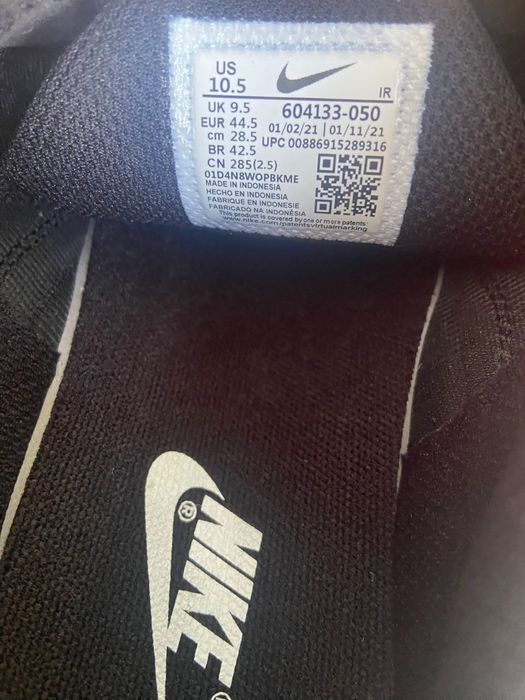 US
10.5
IR
UK 9.5
604133-050
EUR 44.5
01/02/21 | 01/11/21
cm 28.5
UPC 00886915289316
BR 42.5
CN 285(2.5)
01D4N8WOPBKME
MADE IN INDONESIA
HECHO EN INDONESIA
FABRIQUE EN INDONESIE
FABRICADO NA INDONÉSIA
This product is covered by one or more patents
www.nike.com/patentsvirtualmarking
NIKE
®